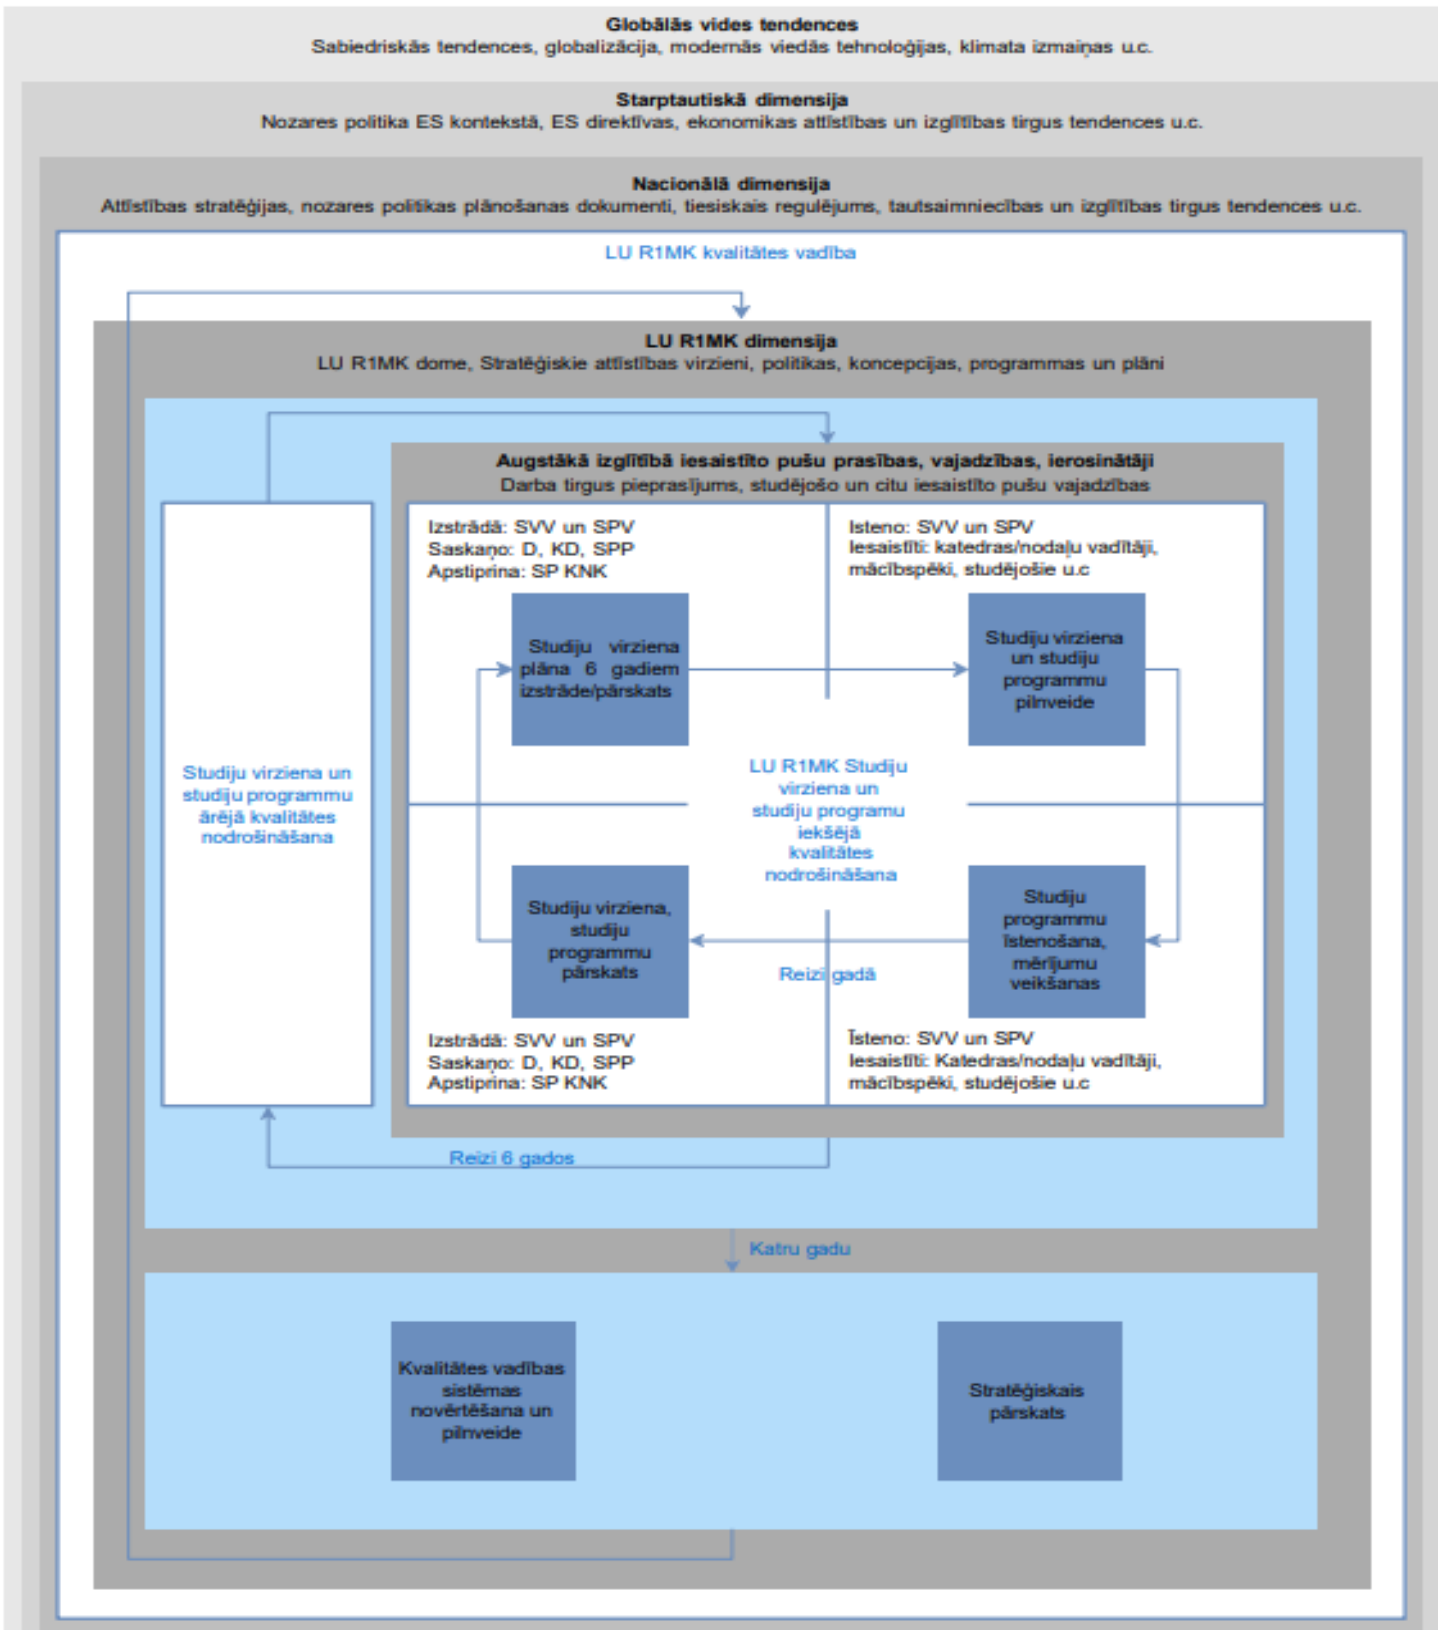 Globālās vides tendences
Sabiedriskās tendences, globalizācija, modernās viedās tehnoloģijas, klimata izmaiņas u.c.
Starptautiskā dimensija
Nozares politika ES kontekstā, ES direktīvas, ekonomikas attīstības un izglītības tirgus tendences u.c.
Nacionālā dimensija
Attīstības stratēģijas, nozares politikas plānošanas dokumenti, tiesiskais regulējums, tautsaimniecības un izglītības tirgus tendences u.c.
LU R1MK kvalitātes vadība
LU R1MK dimensija
LU R1MK dome, Stratēģiskie attīstības virzieni, politikas, koncepcijas, programmas un plāni
Augstākā izglītībā iesaistīto pušu prasības, vajadzības, ierosinātāji
Darba tirgus pieprasījums, studējošo un citu iesaistīto pušu vajadzības
Izstrādā: SVV un SPV
Saskaņo: D, KD, SPP
Apstiprina: SP KNK
Isteno: SVV un SPV
Iesaistīti: katedras/nodaļu vadītāji,
mācībspēki, studējošie u.c
Studiju virziena
plāna 6 gadiem
izstrāde/pārskats
Studiju virziena
un studiju
programmu
pilnveide
Studiju virziena un
studiju programmu
ārējā kvalitātes
nodrošināšana
LU R1MK Studiju
virziena un
studiju programu
iekšējā
kvalitātes
nodrošināšana
Studiju virziena,
studiju
programmu
pārskats
Studiju
programmu
īstenošana,
mērījumu
veikšanas
Reizi gadā
Izstrādā: SVV un SPV
Saskaņo: D, KD, SPP
Apstiprina: SP KNK
Īsteno: SVV un SPV
Iesaistīti: Katedras/nodaļu vadītāji,
mācībspēki, studējošie u.c
Reizi 6 gados
Katru gadu
Kvalitātes vadības
sistēmas
novērtēšana un
pilnveide
Stratēģiskais
pārskats